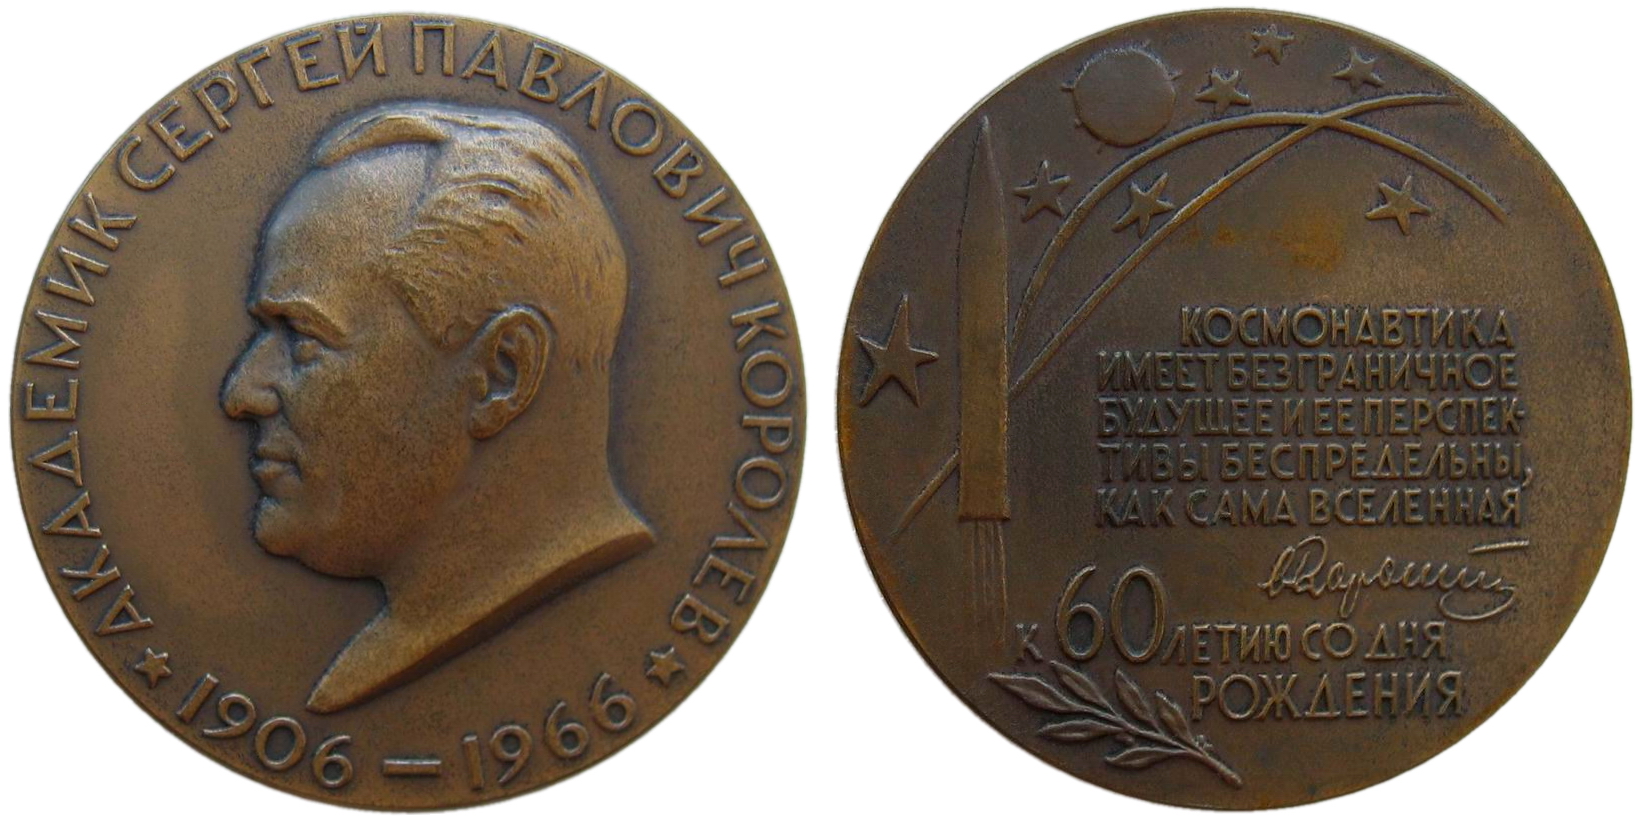 АКАДЕМИК СЕРГЕЙ ПАВЛОВИЧ КОРОЛЕВ
1906 – 1966
КОСМОНАВТИКА
ИМЕЕТ БЕЗГРАНИЧНОЕ
БУДУЩЕЕ И ЕЕ ПЕРСПЕК-
ТИВЫ БЕСПРЕДЕЛЬНЫ,
КАК САМА ВСЕЛЕННАЯ
К 60 ЛЕТИЮ СО ДНЯ
РОЖДЕНИЯ